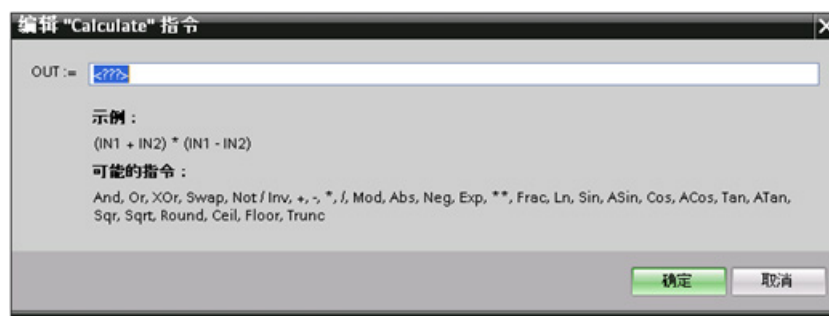 编辑 "Calculate" 指令
OUT := <???>
示例：
(IN1 + IN2) * (IN1 - IN2)
可能的指令：
And, Or, XOr, Swap, Not / Inv, +, -, *, /, Mod, Abs, Neg, Exp, **, Frac, Ln, Sin, ASin, Cos, ACos, Tan, ATan,
Sqr, Sqrt, Round, Ceil, Floor, Trunc
确定 取消